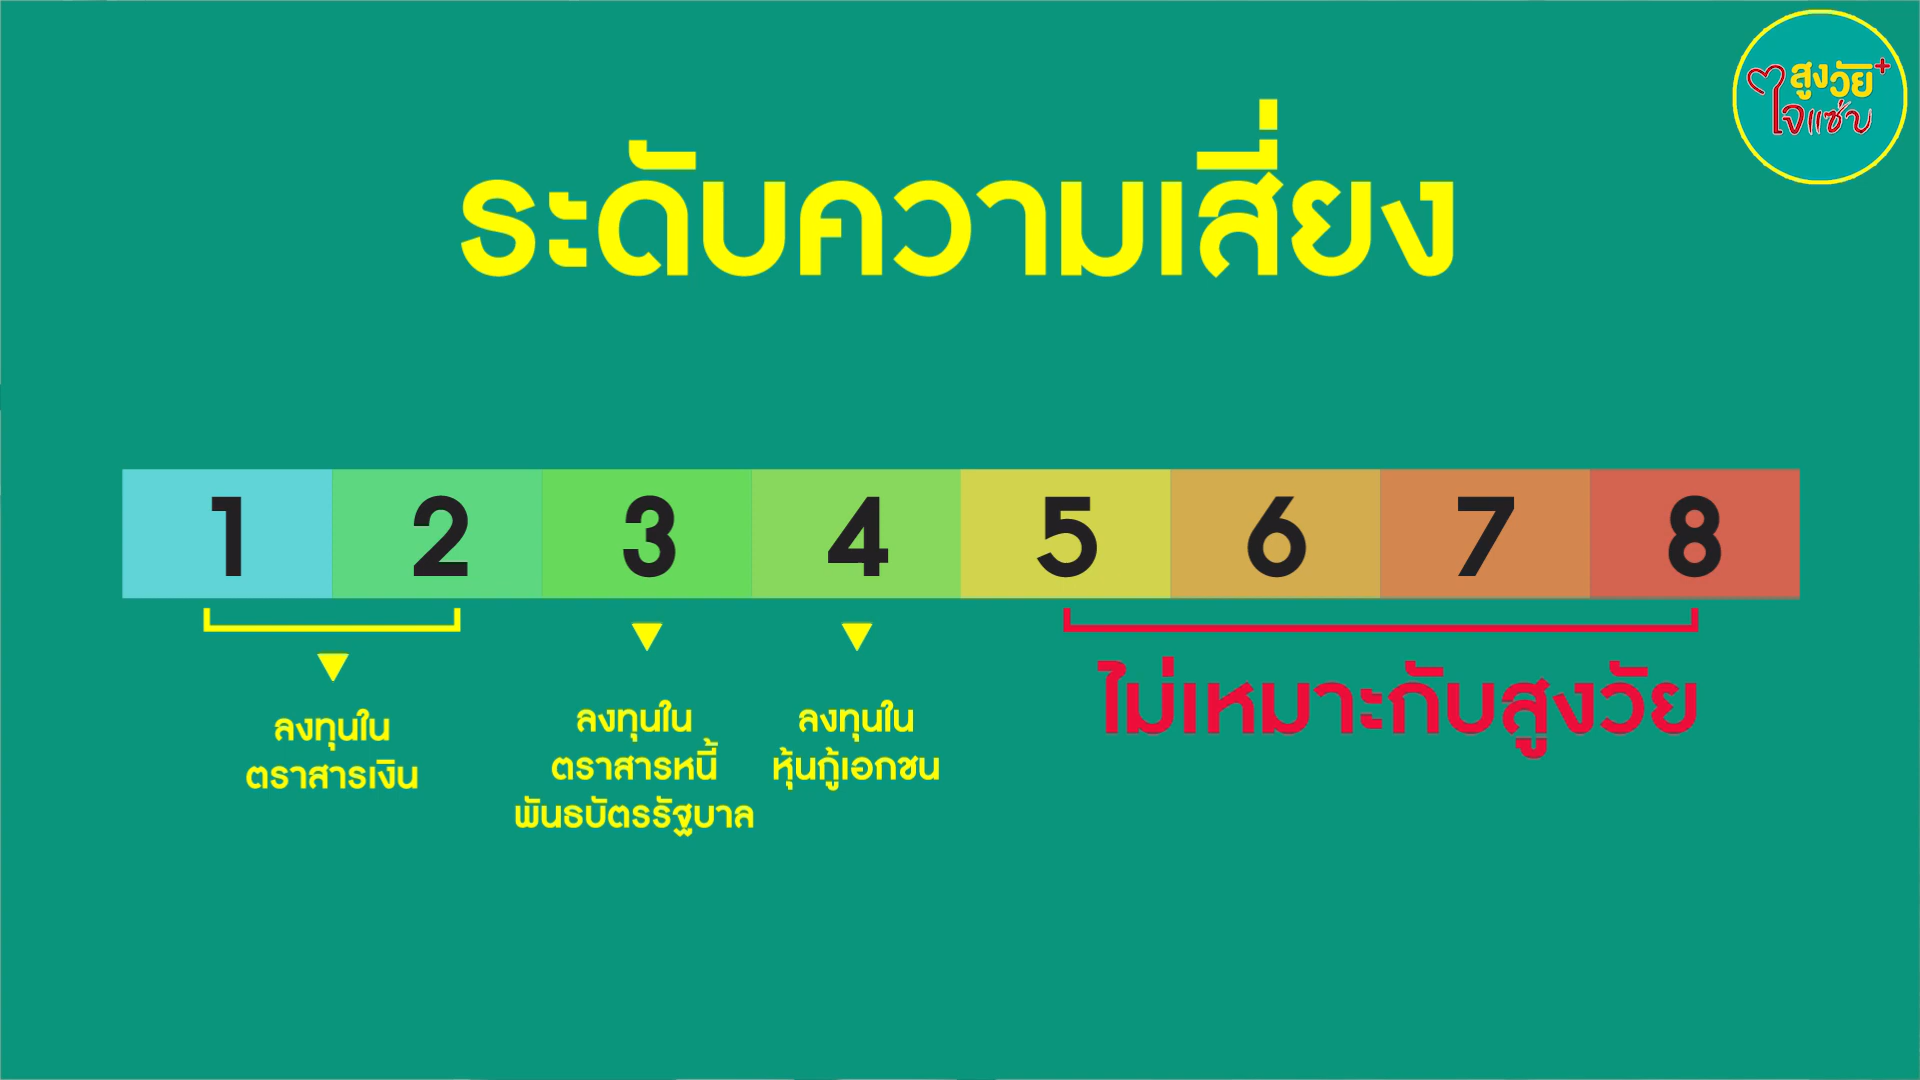 สูงวัย+
ใจแซ่บ
ระดับความเสี่ยง
1 2 3 4 5 6 7 8
ลงทุนใน
ตราสารเงิน
ลงทุนใน
ตราสารหนี้
พันธบัตรรัฐบาล
ลงทุนใน
หุ้นกู้เอกชน
ไม่เหมาะกับสูงวัย